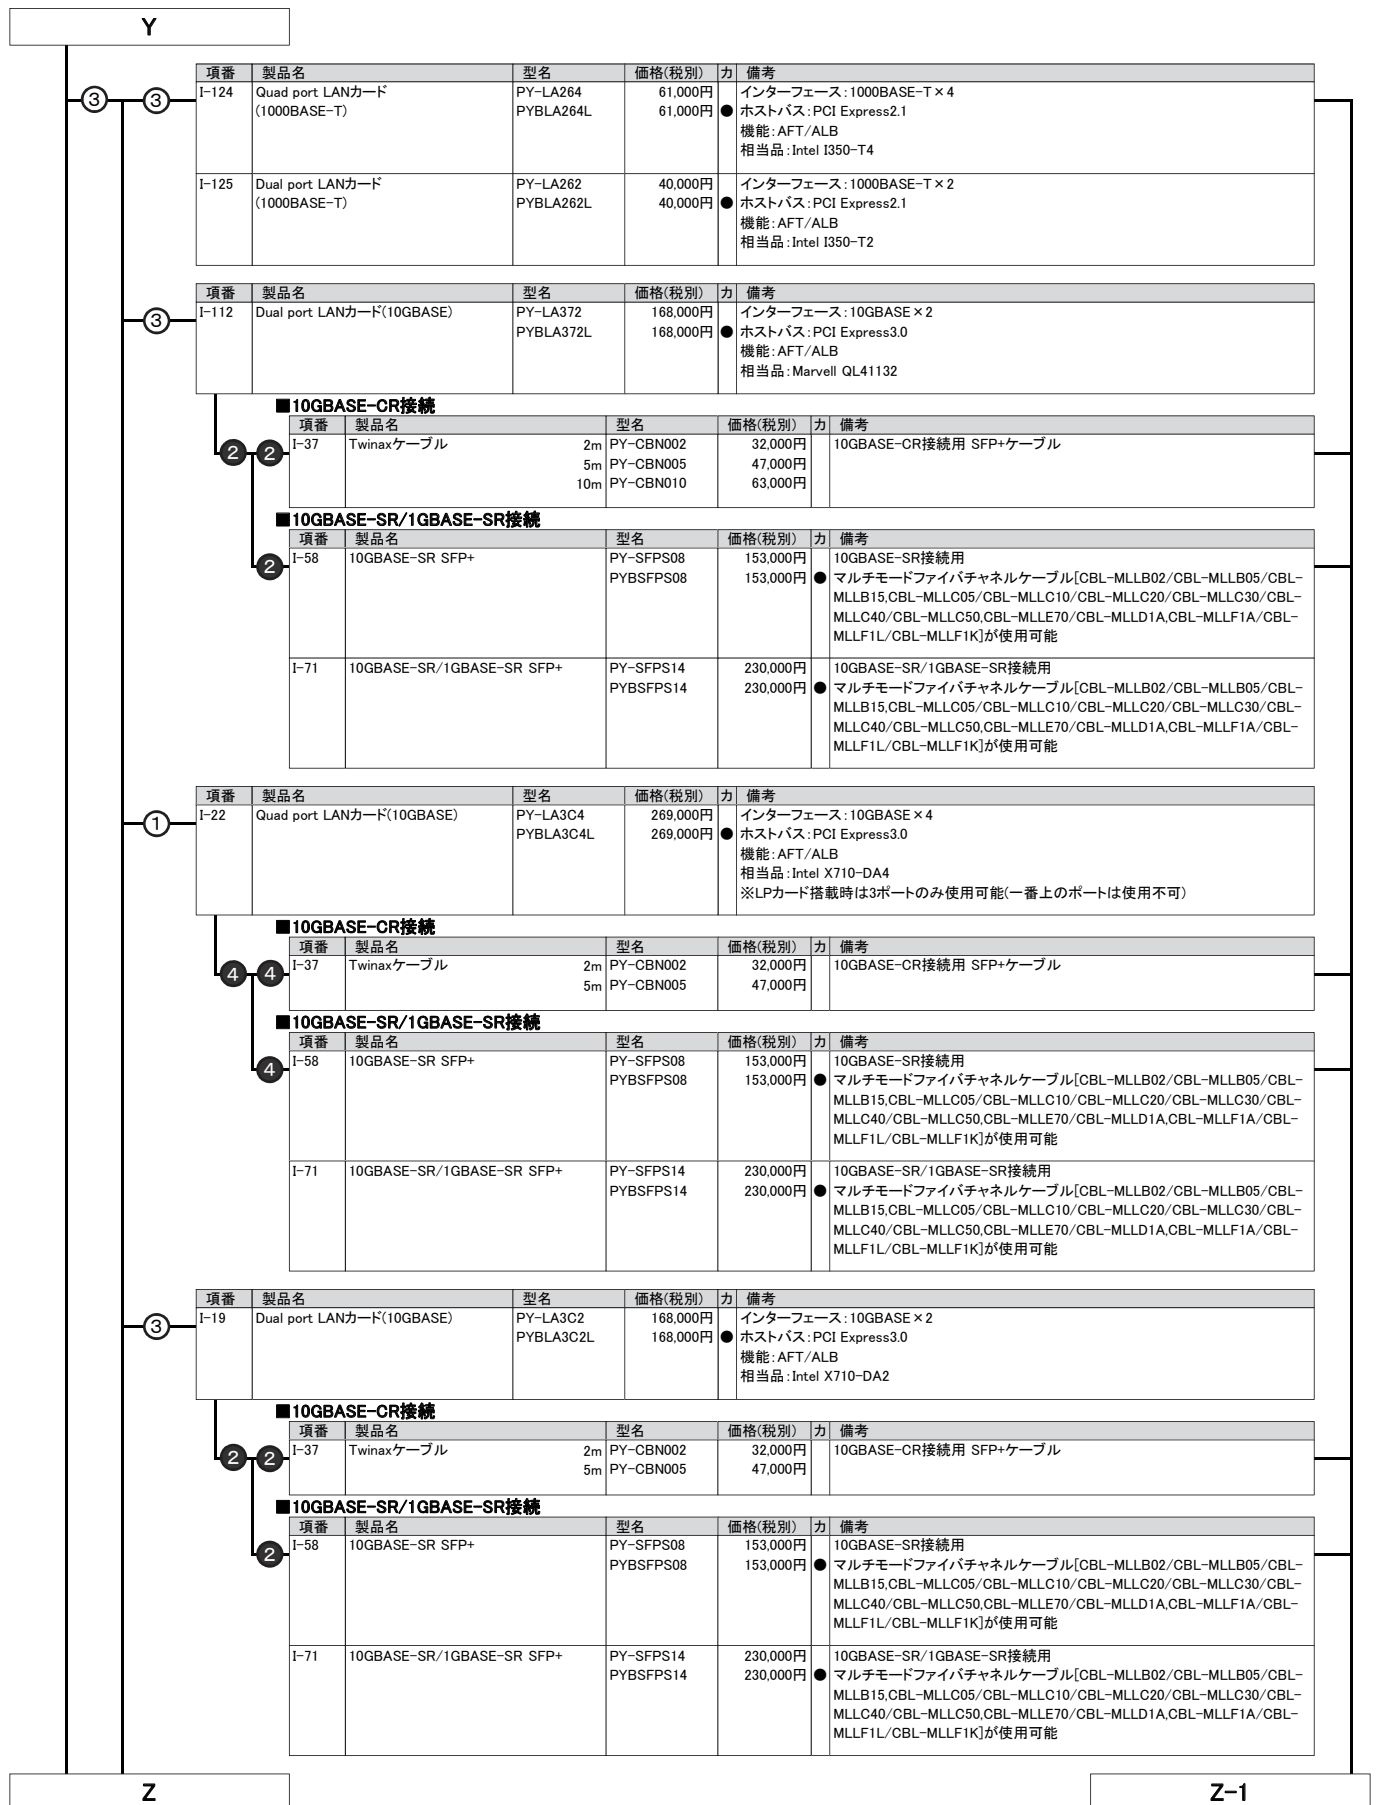 Y
項番 製品名 型名 価格(税別) カ 備考
③ ③ I-124 Quad port LANカード PY-LA264 61,000円 インターフェース:1000BASE-T×4
(1000BASE-T) PYBLA264L 61,000円 ● ホストバス:PCI Express2.1
機能:AFT/ALB
相当品:Intel I350-T4
I-125 Dual port LANカード PY-LA262 40,000円 インターフェース:1000BASE-T×2
(1000BASE-T) PYBLA262L 40,000円 ● ホストバス:PCI Express2.1
機能:AFT/ALB
相当品:Intel I350-T2
項番 製品名 型名 価格(税別) カ 備考
③ I-112 Dual port LANカード(10GBASE) PY-LA372 168,000円 インターフェース:10GBASE×2
PYBLA372L 168,000円 ● ホストバス:PCI Express3.0
機能:AFT/ALB
相当品:Marvell QL41132
■10GBASE-CR接続
項番 製品名 型名 価格(税別) カ 備考
❷ ❷ I-37 Twinaxケーブル 2m PY-CBN002 32,000円 10GBASE-CR接続用 SFP+ケーブル
5m PY-CBN005 47,000円
10m PY-CBN010 63,000円
■10GBASE-SR/1GBASE-SR接続
項番 製品名 型名 価格(税別) カ 備考
❷ I-58 10GBASE-SR SFP+ PY-SFPS08 153,000円 10GBASE-SR接続用
PYBSFPS08 153,000円 ● マルチモードファイバチャネルケーブル[CBL-MLLB02/CBL-MLLB05/CBL-
MLLB15,CBL-MLLC05/CBL-MLLC10/CBL-MLLC20/CBL-MLLC30/CBL-
MLLC40/CBL-MLLC50,CBL-MLLE70/CBL-MLLD1A,CBL-MLLF1A/CBL-
MLLF1L/CBL-MLLF1K]が使用可能
I-71 10GBASE-SR/1GBASE-SR SFP+ PY-SFPS14 230,000円 10GBASE-SR/1GBASE-SR接続用
PYBSFPS14 230,000円 ● マルチモードファイバチャネルケーブル[CBL-MLLB02/CBL-MLLB05/CBL-
MLLB15,CBL-MLLC05/CBL-MLLC10/CBL-MLLC20/CBL-MLLC30/CBL-
MLLC40/CBL-MLLC50,CBL-MLLE70/CBL-MLLD1A,CBL-MLLF1A/CBL-
MLLF1L/CBL-MLLF1K]が使用可能
項番 製品名 型名 価格(税別) カ 備考
① I-22 Quad port LANカード(10GBASE) PY-LA3C4 269,000円 インターフェース:10GBASE×4
PYBLA3C4L 269,000円 ● ホストバス:PCI Express3.0
機能:AFT/ALB
相当品:Intel X710-DA4
※LPカード搭載時は3ポートのみ使用可能(一番上のポートは使用不可)
■10GBASE-CR接続
項番 製品名 型名 価格(税別) カ 備考
❹ ❹ I-37 Twinaxケーブル 2m PY-CBN002 32,000円 10GBASE-CR接続用 SFP+ケーブル
5m PY-CBN005 47,000円
■10GBASE-SR/1GBASE-SR接続
項番 製品名 型名 価格(税別) カ 備考
❹ I-58 10GBASE-SR SFP+ PY-SFPS08 153,000円 10GBASE-SR接続用
PYBSFPS08 153,000円 ● マルチモードファイバチャネルケーブル[CBL-MLLB02/CBL-MLLB05/CBL-
MLLB15,CBL-MLLC05/CBL-MLLC10/CBL-MLLC20/CBL-MLLC30/CBL-
MLLC40/CBL-MLLC50,CBL-MLLE70/CBL-MLLD1A,CBL-MLLF1A/CBL-
MLLF1L/CBL-MLLF1K]が使用可能
I-71 10GBASE-SR/1GBASE-SR SFP+ PY-SFPS14 230,000円 10GBASE-SR/1GBASE-SR接続用
PYBSFPS14 230,000円 ● マルチモードファイバチャネルケーブル[CBL-MLLB02/CBL-MLLB05/CBL-
MLLB15,CBL-MLLC05/CBL-MLLC10/CBL-MLLC20/CBL-MLLC30/CBL-
MLLC40/CBL-MLLC50,CBL-MLLE70/CBL-MLLD1A,CBL-MLLF1A/CBL-
MLLF1L/CBL-MLLF1K]が使用可能
項番 製品名 型名 価格(税別) カ 備考
③ I-19 Dual port LANカード(10GBASE) PY-LA3C2 168,000円 インターフェース:10GBASE×2
PYBLA3C2L 168,000円 ● ホストバス:PCI Express3.0
機能:AFT/ALB
相当品:Intel X710-DA2
■10GBASE-CR接続
項番 製品名 型名 価格(税別) カ 備考
❷ ❷ I-37 Twinaxケーブル 2m PY-CBN002 32,000円 10GBASE-CR接続用 SFP+ケーブル
5m PY-CBN005 47,000円
■10GBASE-SR/1GBASE-SR接続
項番 製品名 型名 価格(税別) カ 備考
❷ I-58 10GBASE-SR SFP+ PY-SFPS08 153,000円 10GBASE-SR接続用
PYBSFPS08 153,000円 ● マルチモードファイバチャネルケーブル[CBL-MLLB02/CBL-MLLB05/CBL-
MLLB15,CBL-MLLC05/CBL-MLLC10/CBL-MLLC20/CBL-MLLC30/CBL-
MLLC40/CBL-MLLC50,CBL-MLLE70/CBL-MLLD1A,CBL-MLLF1A/CBL-
MLLF1L/CBL-MLLF1K]が使用可能
I-71 10GBASE-SR/1GBASE-SR SFP+ PY-SFPS14 230,000円 10GBASE-SR/1GBASE-SR接続用
PYBSFPS14 230,000円 ● マルチモードファイバチャネルケーブル[CBL-MLLB02/CBL-MLLB05/CBL-
MLLB15,CBL-MLLC05/CBL-MLLC10/CBL-MLLC20/CBL-MLLC30/CBL-
MLLC40/CBL-MLLC50,CBL-MLLE70/CBL-MLLD1A,CBL-MLLF1A/CBL-
MLLF1L/CBL-MLLF1K]が使用可能
Z Z-1